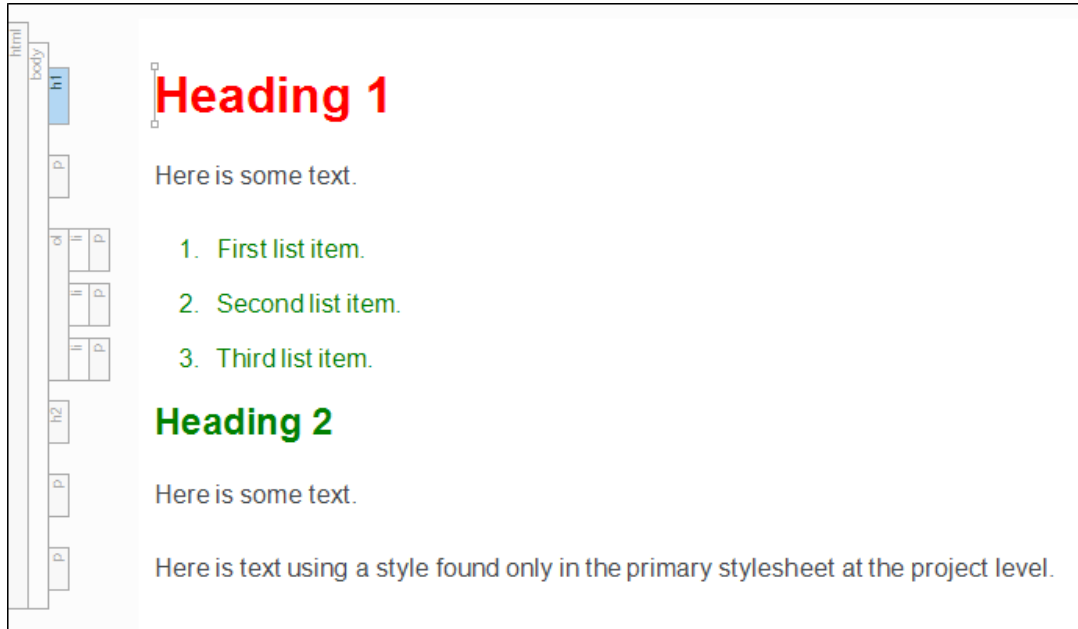 html
body
h1
Heading 1
p
Here is some text.
ol li p
1. First list item.
li p
2. Second list item.
li p
3. Third list item.
h2
Heading 2
p
Here is some text.
p
Here is text using a style found only in the primary stylesheet at the project level.